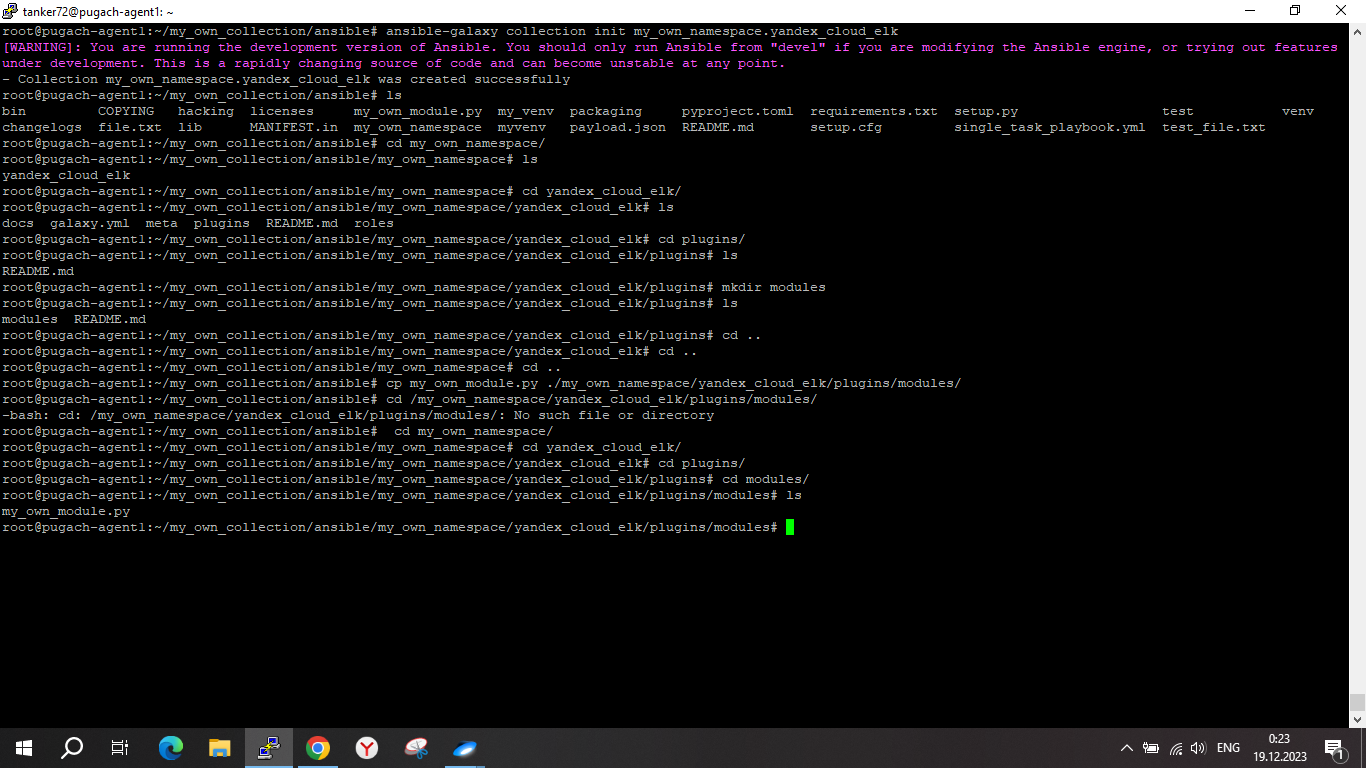 tanker72@pugach-agent1: ~
root@pugach-agent1:~/my_own_collection/ansible# ansible-galaxy collection init my_own_namespace.yandex_cloud_elk
[WARNING]: You are running the development version of Ansible. You should only run Ansible from "devel" if you are modifying the Ansible engine, or trying out features
under development. This is a rapidly changing source of code and can become unstable at any point.
- Collection my_own_namespace.yandex_cloud_elk was created successfully
root@pugach-agent1:~/my_own_collection/ansible# ls
bin         COPYING   hacking  licenses     my_own_module.py  my_venv  packaging     pyproject.toml  requirements.txt  setup.py                  test           venv
changelogs  file.txt  lib      MANIFEST.in  my_own_namespace  myvenv   payload.json  README.md       setup.cfg         single_task_playbook.yml  test_file.txt
root@pugach-agent1:~/my_own_collection/ansible# cd my_own_namespace/
root@pugach-agent1:~/my_own_collection/ansible/my_own_namespace# ls
yandex_cloud_elk
root@pugach-agent1:~/my_own_collection/ansible/my_own_namespace# cd yandex_cloud_elk/
root@pugach-agent1:~/my_own_collection/ansible/my_own_namespace/yandex_cloud_elk# ls
docs  galaxy.yml  meta  plugins  README.md  roles
root@pugach-agent1:~/my_own_collection/ansible/my_own_namespace/yandex_cloud_elk# cd plugins/
root@pugach-agent1:~/my_own_collection/ansible/my_own_namespace/yandex_cloud_elk/plugins# ls
README.md
root@pugach-agent1:~/my_own_collection/ansible/my_own_namespace/yandex_cloud_elk/plugins# mkdir modules
root@pugach-agent1:~/my_own_collection/ansible/my_own_namespace/yandex_cloud_elk/plugins# ls
modules  README.md
root@pugach-agent1:~/my_own_collection/ansible/my_own_namespace/yandex_cloud_elk/plugins# cd ..
root@pugach-agent1:~/my_own_collection/ansible/my_own_namespace/yandex_cloud_elk# cd ..
root@pugach-agent1:~/my_own_collection/ansible/my_own_namespace# cd ..
root@pugach-agent1:~/my_own_collection/ansible# cp my_own_module.py ./my_own_namespace/yandex_cloud_elk/plugins/modules/
root@pugach-agent1:~/my_own_collection/ansible# cd /my_own_namespace/yandex_cloud_elk/plugins/modules/
-bash: cd: /my_own_namespace/yandex_cloud_elk/plugins/modules/: No such file or directory
root@pugach-agent1:~/my_own_collection/ansible#  cd my_own_namespace/
root@pugach-agent1:~/my_own_collection/ansible/my_own_namespace# cd yandex_cloud_elk/
root@pugach-agent1:~/my_own_collection/ansible/my_own_namespace/yandex_cloud_elk# cd plugins/
root@pugach-agent1:~/my_own_collection/ansible/my_own_namespace/yandex_cloud_elk/plugins# cd modules/
root@pugach-agent1:~/my_own_collection/ansible/my_own_namespace/yandex_cloud_elk/plugins/modules# ls
my_own_module.py
root@pugach-agent1:~/my_own_collection/ansible/my_own_namespace/yandex_cloud_elk/plugins/modules#
ENG
0:23
19.12.2023
1